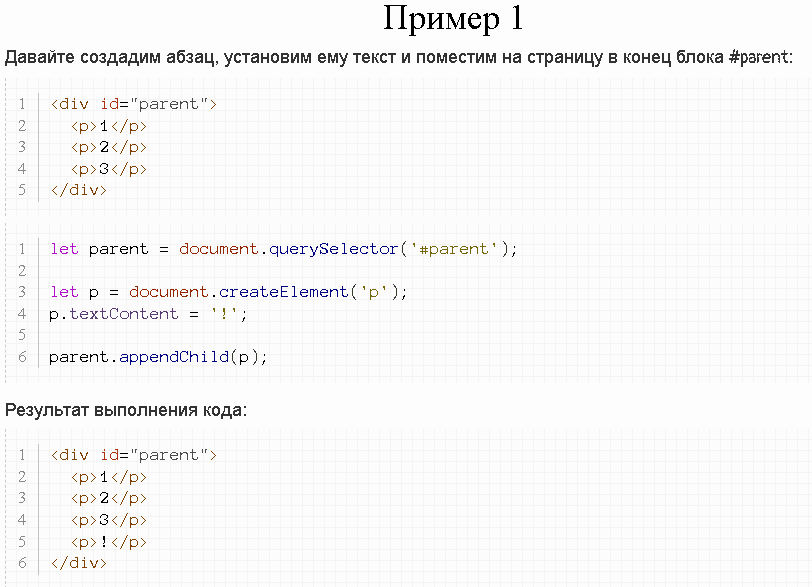 Пример 1
Давайте создадим абзац, установим ему текст и поместим на страницу в конец блока #parent:
1 <div id="parent">
2   <p>1</p>
3   <p>2</p>
4   <p>3</p>
5 </div>
1 let parent = document.querySelector('#parent');
2
3 let p = document.createElement('p');
4 p.textContent = '!';
5
6 parent.appendChild(p);
Результат выполнения кода:
1 <div id="parent">
2   <p>1</p>
3   <p>2</p>
4   <p>3</p>
5   <p>!</p>
6 </div>